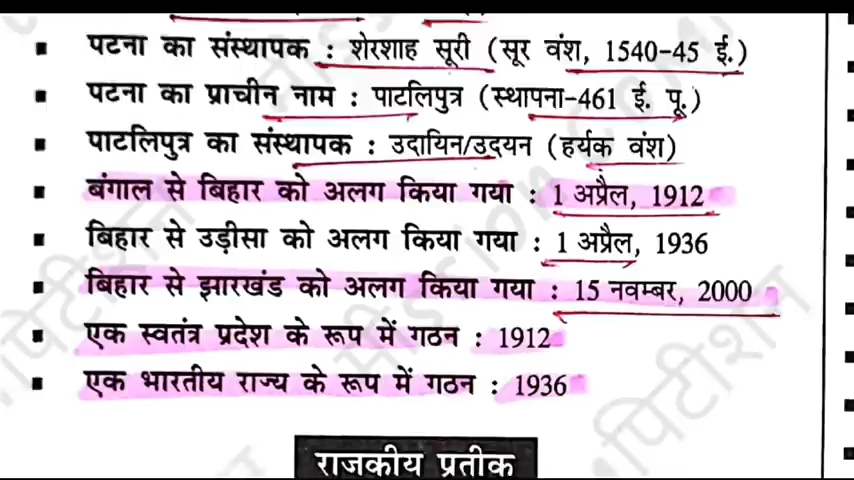 पटना का संस्थापक : शेरशाह सूरी (सूर वंश, 1540-45 ई.)
पटना का प्राचीन नाम : पाटलिपुत्र (स्थापना-461 ई. पू.)
पाटलिपुत्र का संस्थापक : उदायिन/उदयन (हर्यक वंश)
बंगाल से बिहार को अलग किया गया : 1 अप्रैल, 1912
बिहार से उड़ीसा को अलग किया गया : 1 अप्रैल, 1936
बिहार से झारखंड को अलग किया गया : 15 नवम्बर, 2000
एक स्वतंत्र प्रदेश के रूप में गठन : 1912
एक भारतीय राज्य के रूप में गठन : 1936
राजकीय प्रतीक